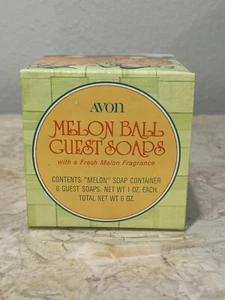 AVON
MELON BALL
GUEST SOAPS
with a Fresh Melon Fragrance
CONTENTS: "MELON" SOAP CONTAINER
6 GUEST SOAPS: NET WT 1 OZ. EACH.
TOTAL NET WT 6 OZ.